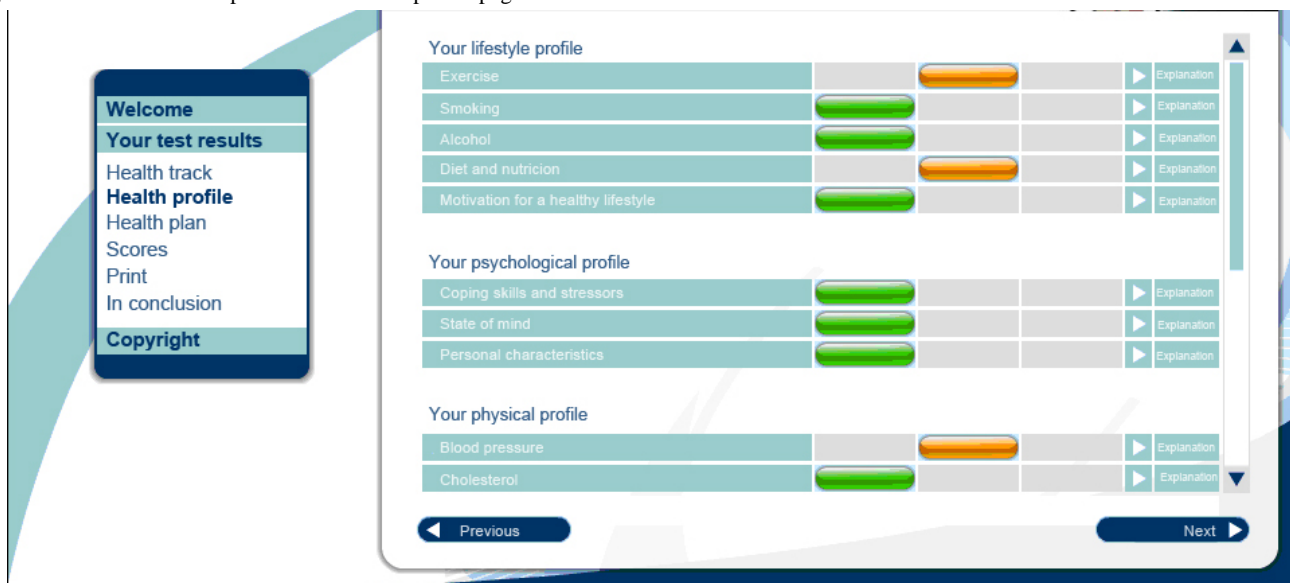 Your lifestyle profile
Exercise Explanation
Smoking Explanation
Alcohol Explanation
Diet and nutricion Explanation
Motivation for a healthy lifestyle Explanation
Welcome
Your test results
Health track
Health profile
Health plan
Scores
Print
In conclusion
Copyright
Your psychological profile
Coping skills and stressors Explanation
State of mind Explanation
Personal characteristics Explanation
Your physical profile
Blood pressure Explanation
Cholesterol Explanation
Previous
Next